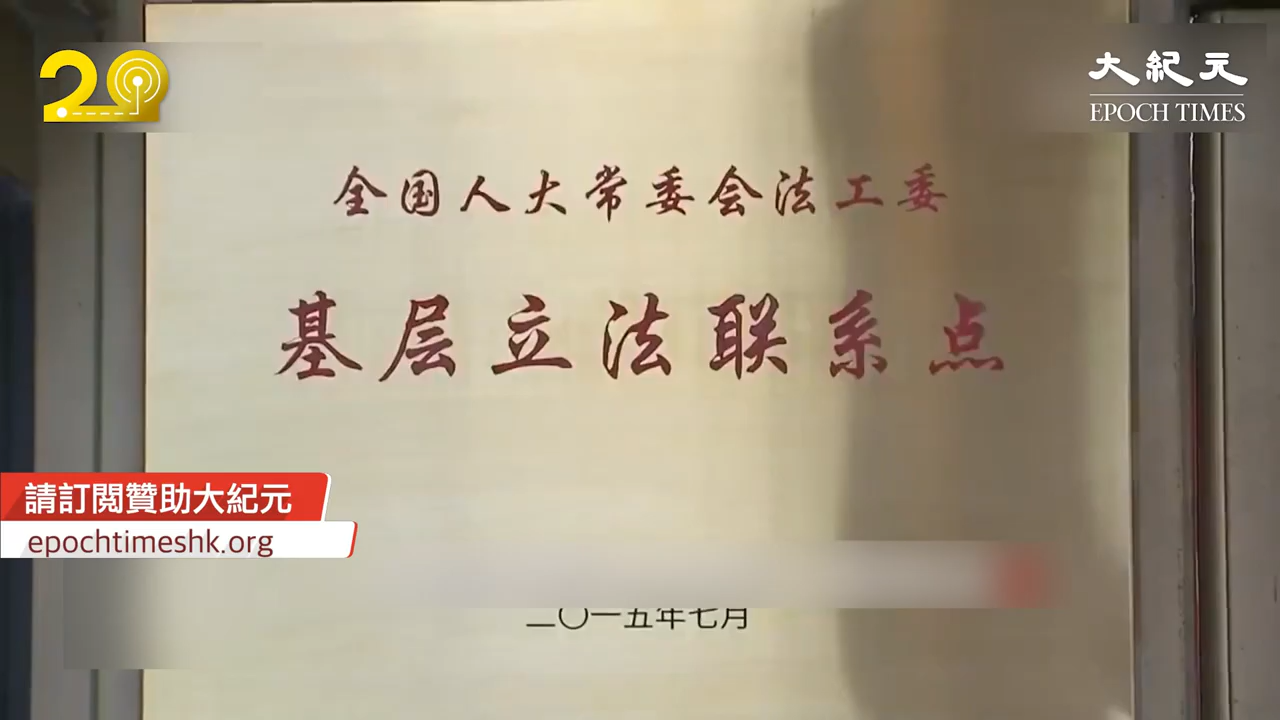 20
大紀元
EPOCH TIMES
全国人大常委会法工委
基层立法联系点
請訂閱贊助大紀元
epochtimeshk.org
二〇一五年七月